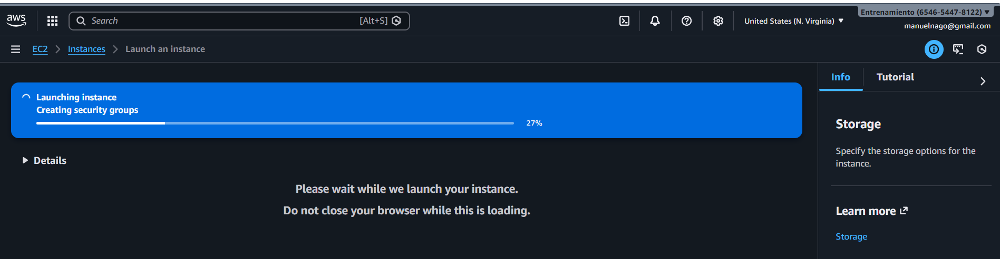 aws
Search
[Alt+S]
United States (N. Virginia)
Entrenamiento (6546-5447-8122)
manuelnago@gmail.com
EC2
Instances
Launch an instance
Launching instance
Creating security groups
27%
Details
Please wait while we launch your instance.
Do not close your browser while this is loading.
Info
Tutorial
Storage
Specify the storage options for the
instance.
Learn more
Storage